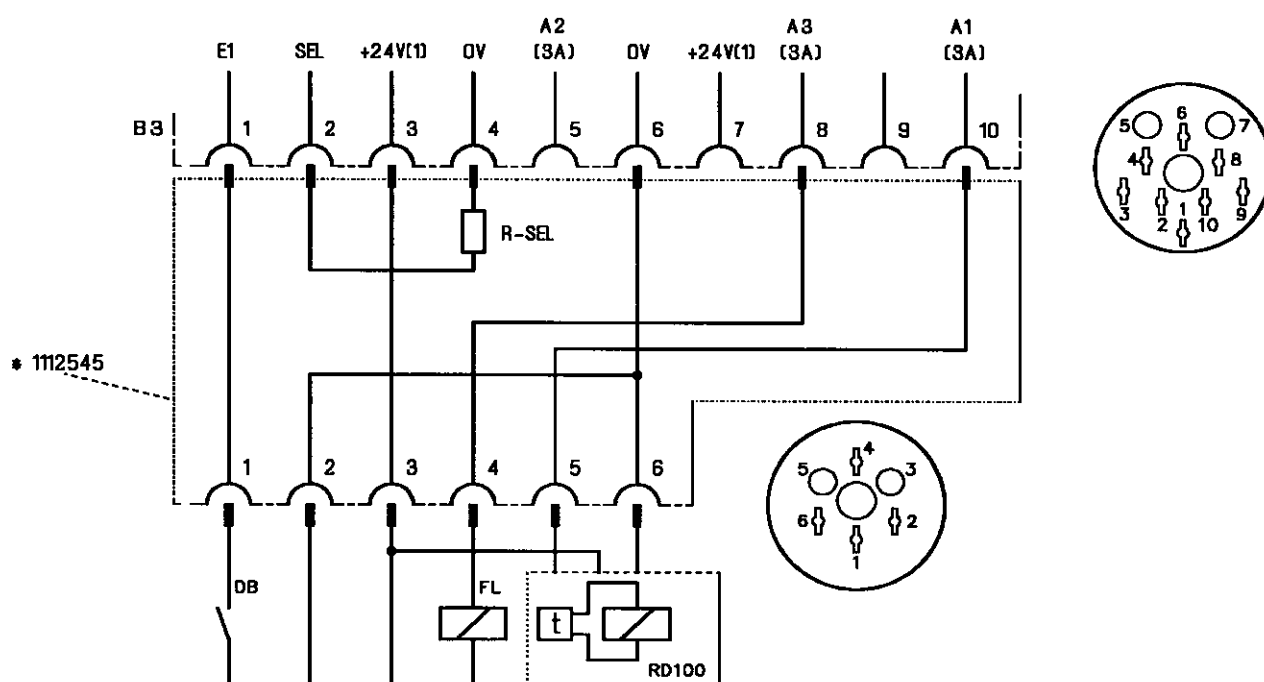 A2 A3 A1
E1 SEL +24V(1) 0V (3A) 0V +24V(1) (3A) (3A)
B3 1 2 3 4 5 6 7 8 9 10
5 6 7
4 8
3 2 1 10 9
R-SEL
* 1112545
1 2 3 4 5 6
4
5 3
6 2
1
DB FL
t
RD100